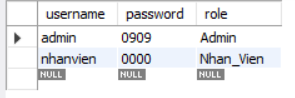 username password role
admin 0909 Admin
nhanvien 0000 Nhan_Vien
NULL NULL NULL